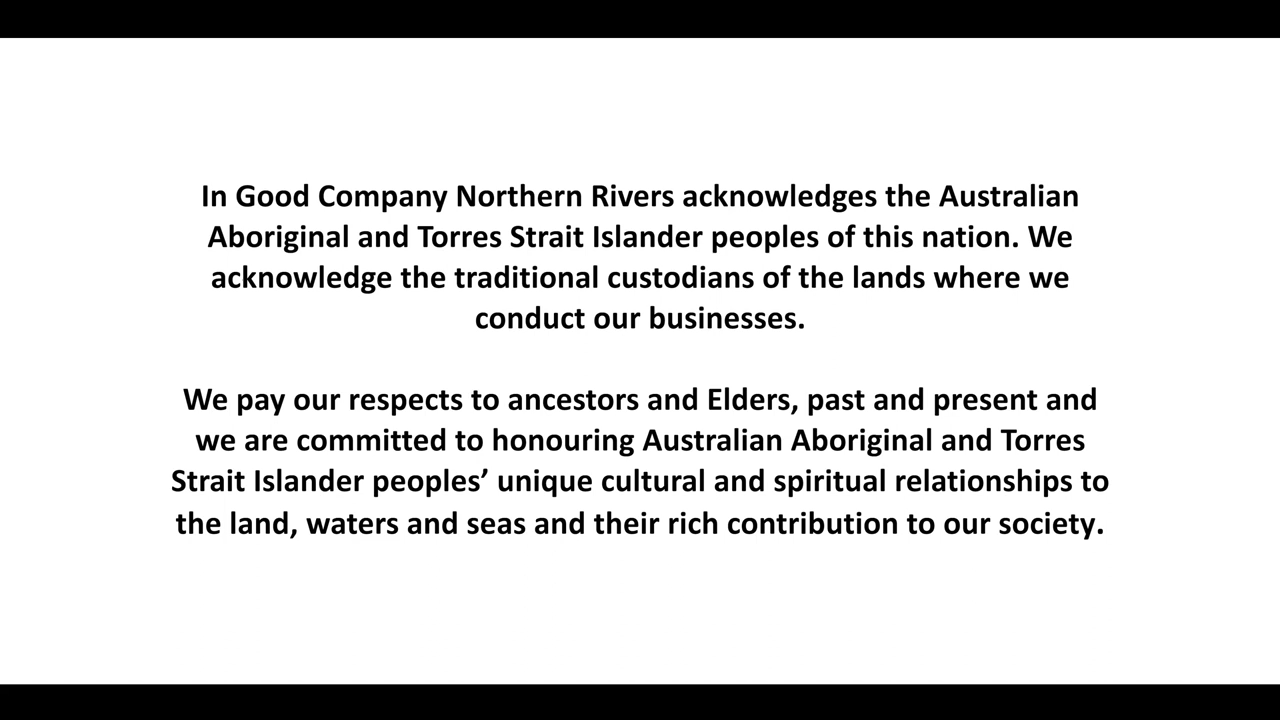 In Good Company Northern Rivers acknowledges the Australian
Aboriginal and Torres Strait Islander peoples of this nation. We
acknowledge the traditional custodians of the lands where we
conduct our businesses.
We pay our respects to ancestors and Elders, past and present and
we are committed to honouring Australian Aboriginal and Torres
Strait Islander peoples’ unique cultural and spiritual relationships to
the land, waters and seas and their rich contribution to our society.